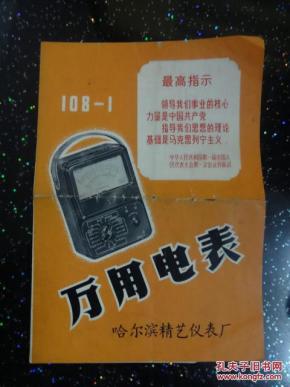 108-1
最高指示
领导我们事业的核心
力量是中国共产党
指导我们思想的理论
基础是马克思列宁主义
万用电表
哈尔滨精艺仪表厂
孔夫子旧书网